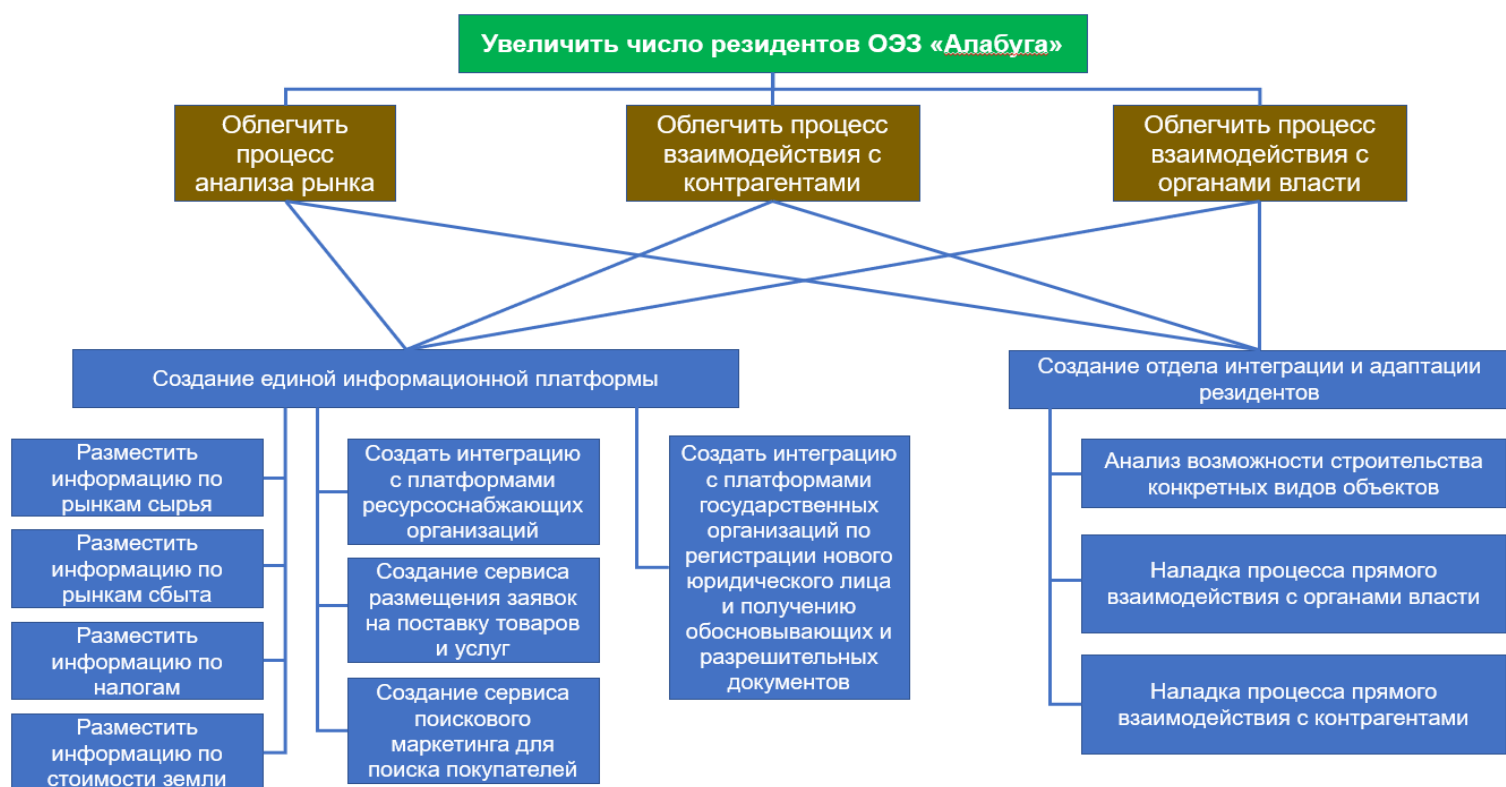 Увеличить число резидентов ОЭЗ «Алабуга»
Облегчить
процесс
анализа рынка
Облегчить процесс
взаимодействия с
контрагентами
Облегчить процесс
взаимодействия с
органами власти
Создание единой информационной платформы
Создание отдела интеграции и адаптации
резидентов
Разместить
информацию по
рынкам сырья
Разместить
информацию по
рынкам сбыта
Разместить
информацию по
налогам
Разместить
информацию по
стоимости земли
Создать интеграцию
с платформами
ресурсоснабжающих
организаций
Создание сервиса
размещения заявок
на поставку товаров
и услуг
Создание сервиса
поискового
маркетинга для
поиска покупателей
Создать интеграцию
с платформами
государственных
организаций по
регистрации нового
юридического лица
и получению
обосновывающих и
разрешительных
документов
Анализ возможности строительства
конкретных видов объектов
Наладка процесса прямого
взаимодействия с органами власти
Наладка процесса прямого
взаимодействия с контрагентами